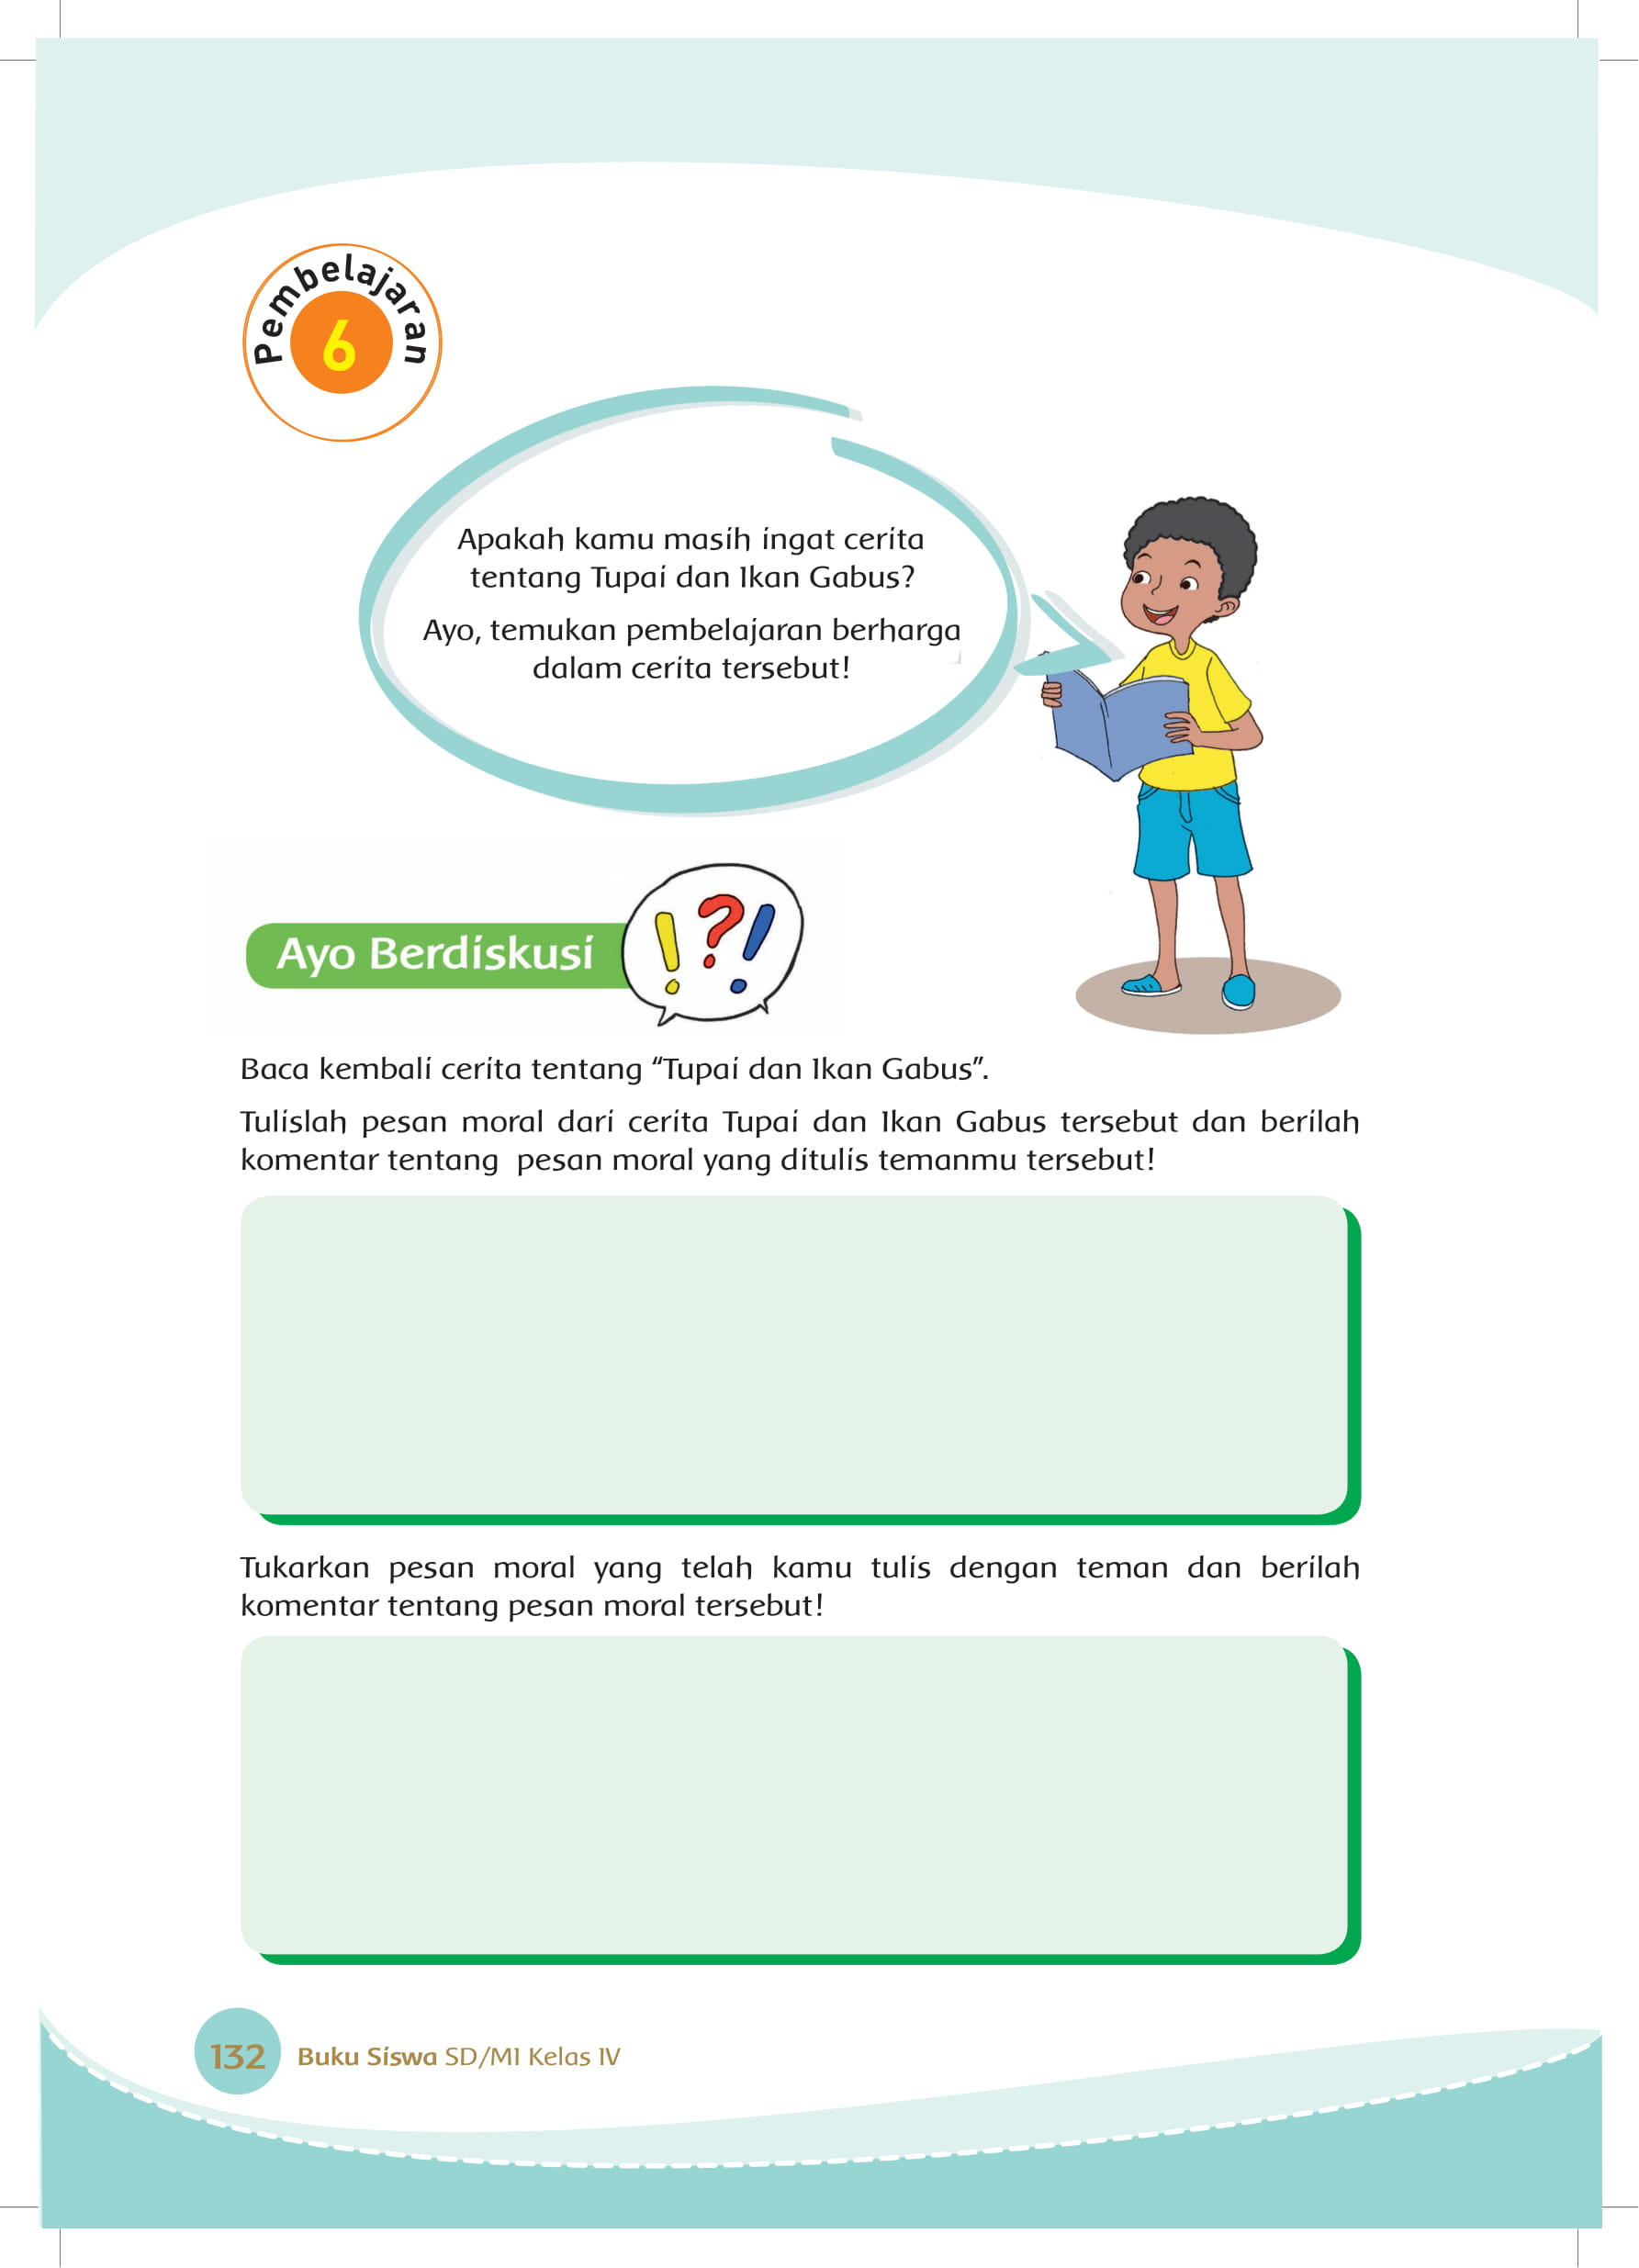 Pembelajaran
6
Apakah kamu masih ingat cerita
tentang Tupai dan Ikan Gabus?
Ayo, temukan pembelajaran berharga
dalam cerita tersebut!
Ayo Berdiskusi
!?!
Baca kembali cerita tentang “Tupai dan Ikan Gabus”.
Tulislah pesan moral dari cerita Tupai dan Ikan Gabus tersebut dan berilah
komentar tentang pesan moral yang ditulis temanmu tersebut!
Tukarkan pesan moral yang telah kamu tulis dengan teman dan berilah
komentar tentang pesan moral tersebut!
132 Buku Siswa SD/MI Kelas IV